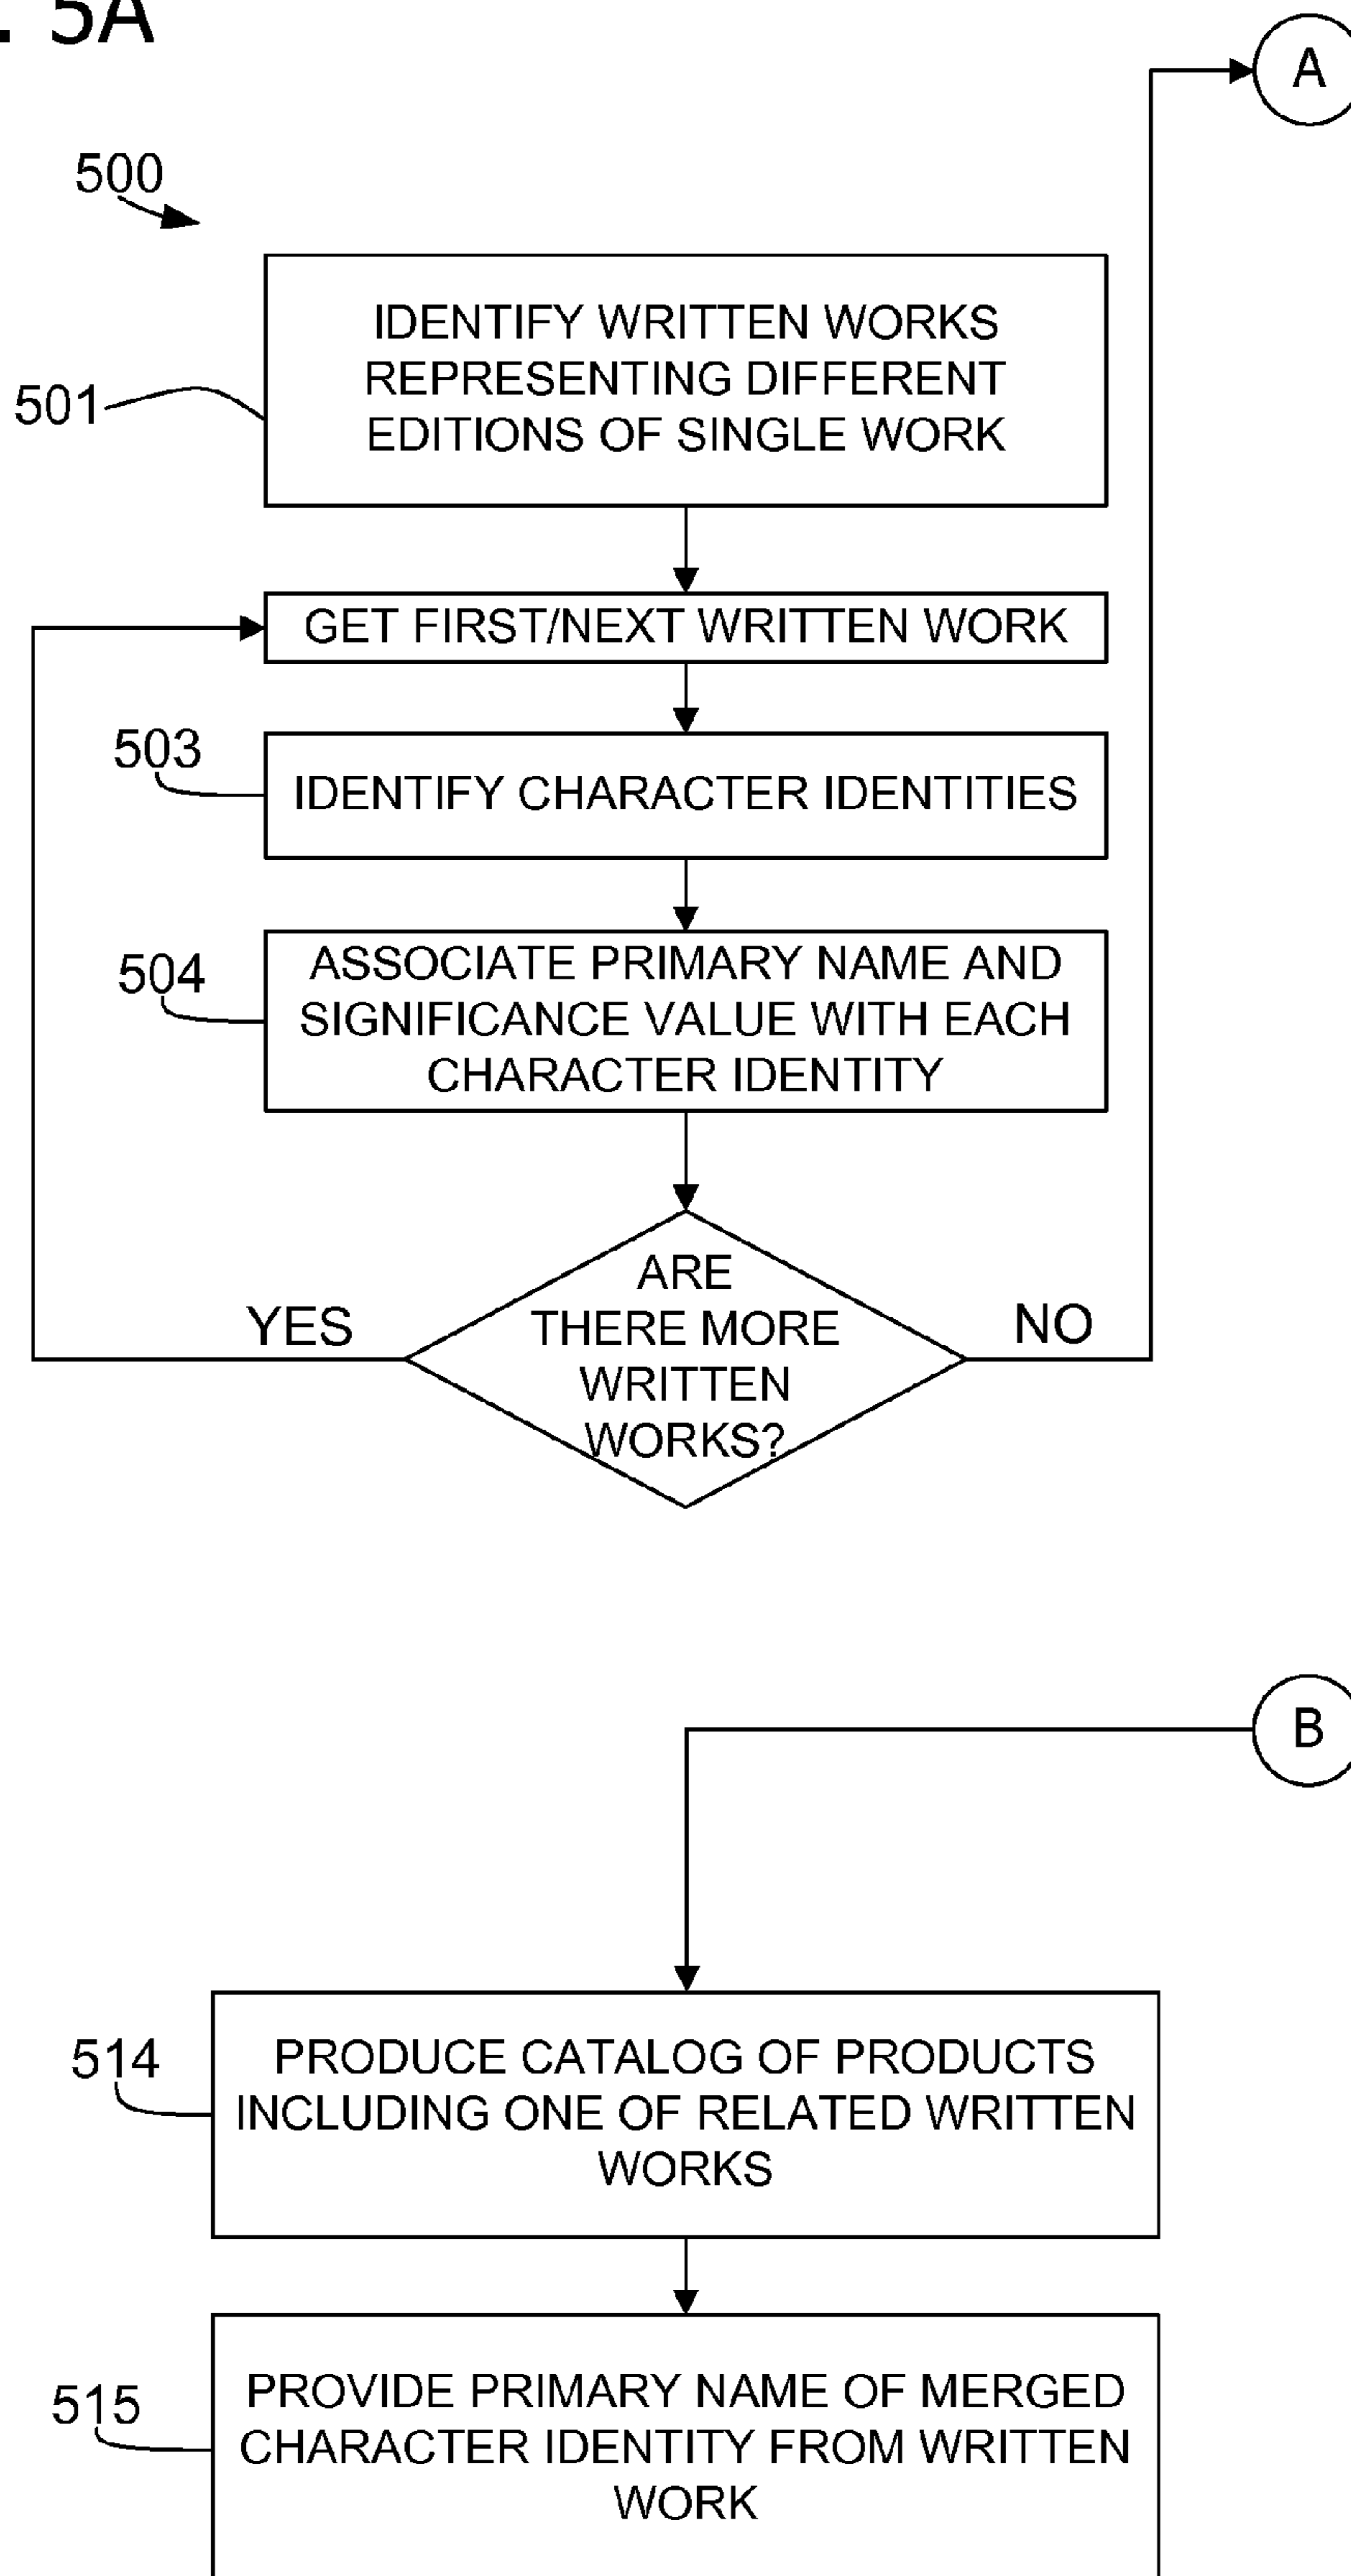 . 5A
A
500
IDENTIFY WRITTEN WORKS
REPRESENTING DIFFERENT
EDITIONS OF SINGLE WORK
501
GET FIRST/NEXT WRITTEN WORK
503
IDENTIFY CHARACTER IDENTITIES
504
ASSOCIATE PRIMARY NAME AND
SIGNIFICANCE VALUE WITH EACH
CHARACTER IDENTITY
ARE
THERE MORE
WRITTEN
WORKS?
YES
NO
B
514
PRODUCE CATALOG OF PRODUCTS
INCLUDING ONE OF RELATED WRITTEN
WORKS
515
PROVIDE PRIMARY NAME OF MERGED
CHARACTER IDENTITY FROM WRITTEN
WORK